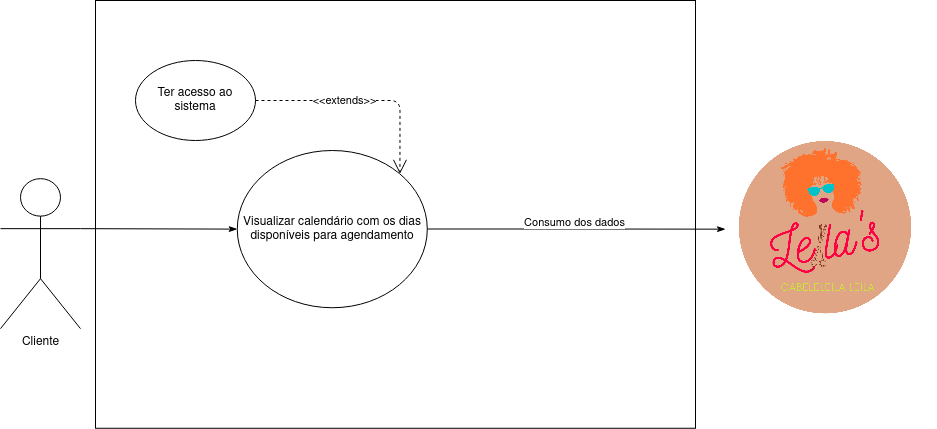 Ter acesso ao
sistema
<<extends>>
Visualizar calendário com os dias
disponíveis para agendamento
Consumo dos dados
Cliente
Leila's
CABELELEILA LEILA